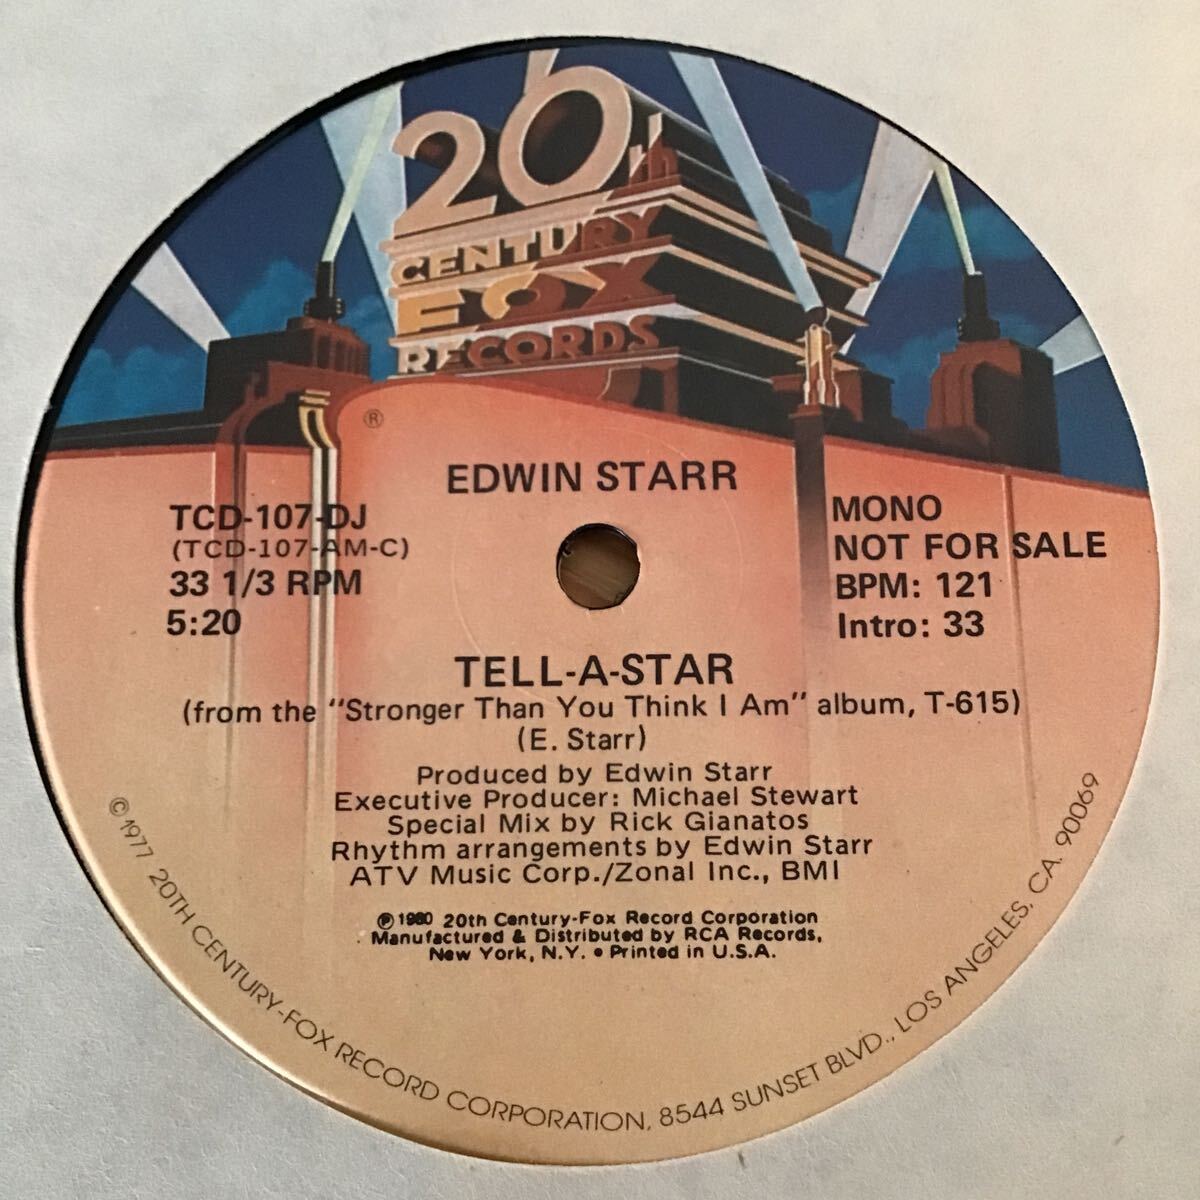 20th
CENTURY
FOX
RECORDS
®
EDWIN STARR
TCD-107-DJ
(TCD-107-AM-C)
33 1/3 RPM
5:20
MONO
NOT FOR SALE
BPM: 121
Intro: 33
TELL-A-STAR
(from the "Stronger Than You Think I Am" album, T-615)
(E. Starr)
Produced by Edwin Starr
Executive Producer: Michael Stewart
Special Mix by Rick Gianatos
Rhythm arrangements by Edwin Starr
ATV Music Corp./Zonal Inc., BMI
℗ 1980 20th Century-Fox Record Corporation
Manufactured & Distributed by RCA Records,
New York, N.Y. • Printed in U.S.A.
©1977 20TH CENTURY-FOX RECORD CORPORATION, 8544 SUNSET BLVD., LOS ANGELES, CA. 90069